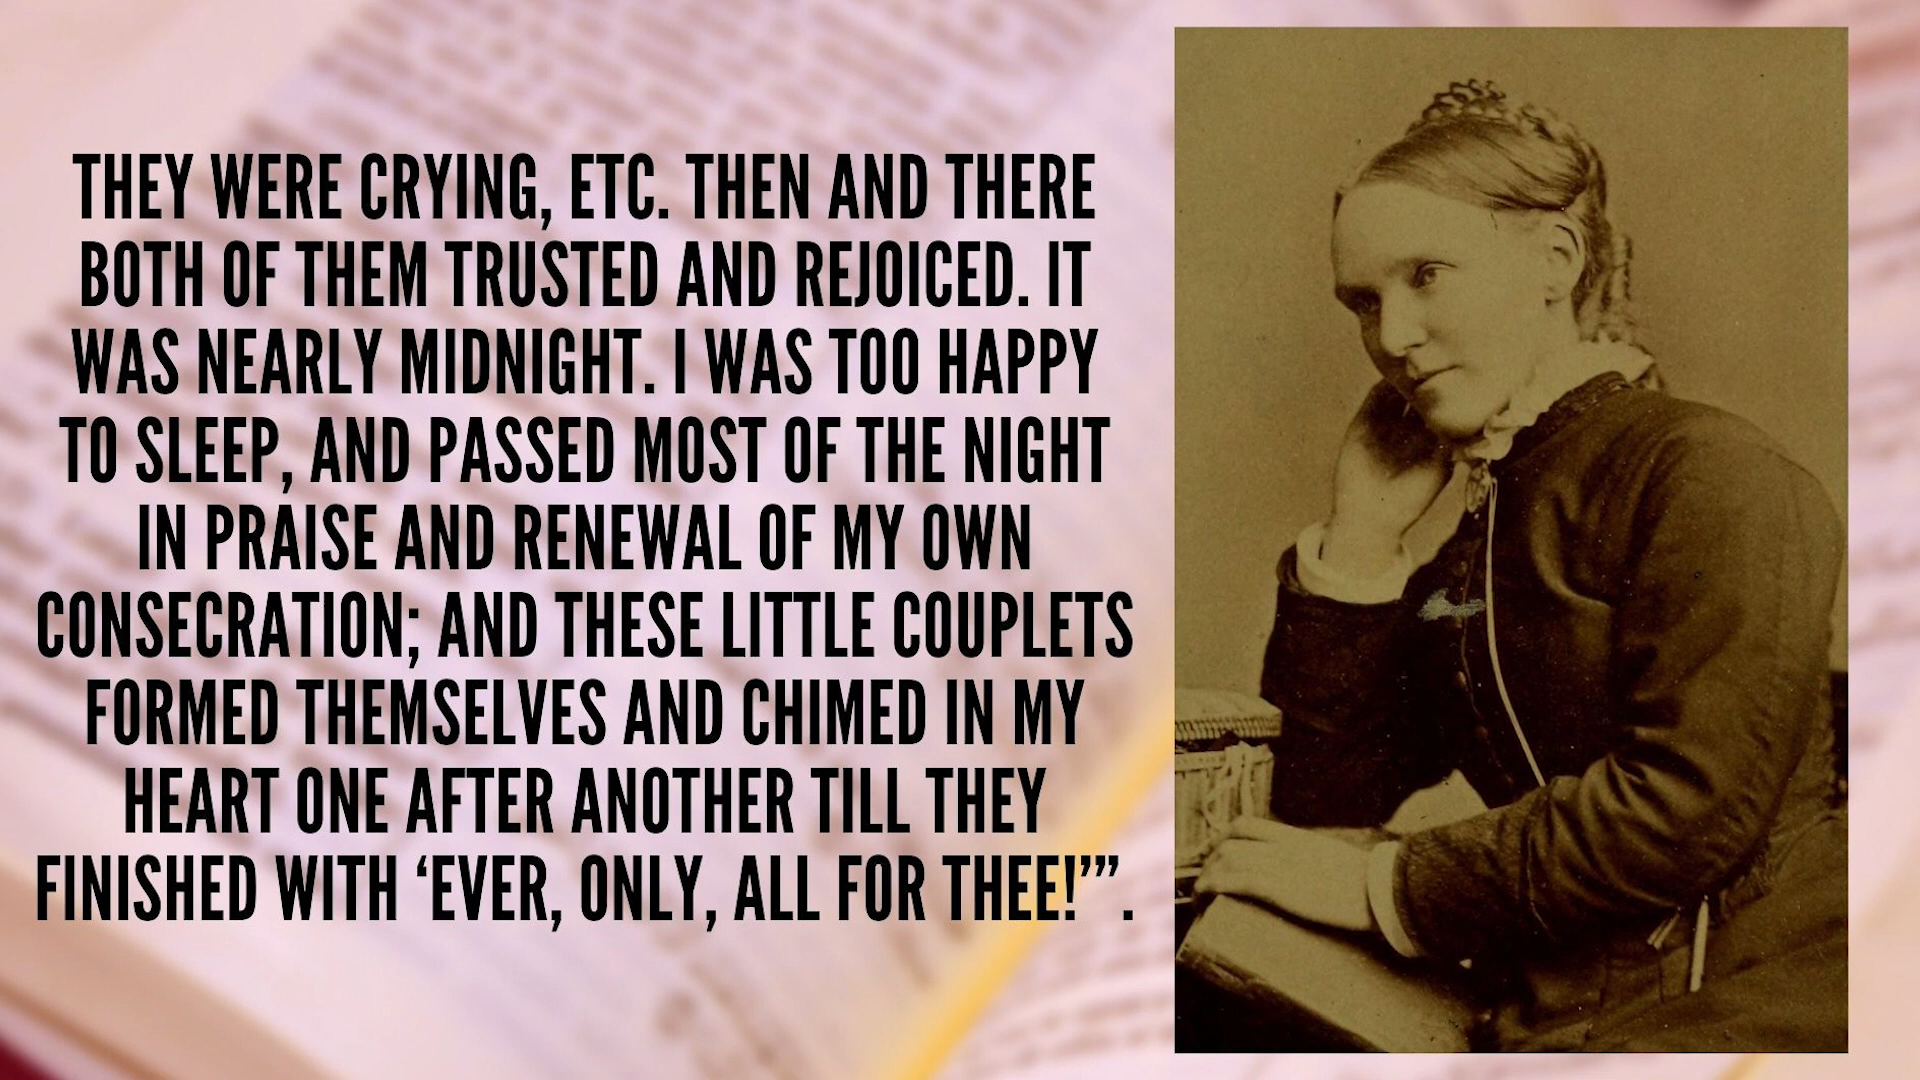 THEY WERE CRYING, ETC. THEN AND THERE
BOTH OF THEM TRUSTED AND REJOICED. IT
WAS NEARLY MIDNIGHT. I WAS TOO HAPPY
TO SLEEP, AND PASSED MOST OF THE NIGHT
IN PRAISE AND RENEWAL OF MY OWN
CONSECRATION; AND THESE LITTLE COUPLETS
FORMED THEMSELVES AND CHIMED IN MY
HEART ONE AFTER ANOTHER TILL THEY
FINISHED WITH ‘EVER, ONLY, ALL FOR THEE!’”.